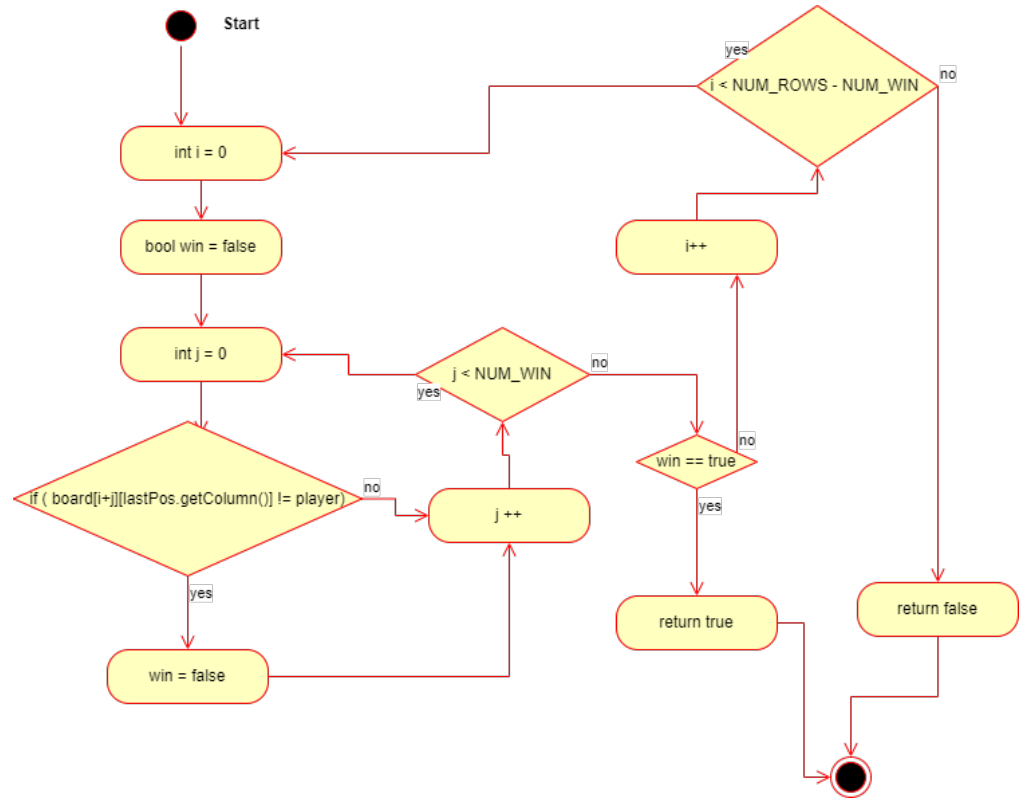 Start
int i = 0
bool win = false
int j = 0
if ( board[i+j][lastPos.getColumn()] != player)
yes
win = false
no
j ++
j < NUM_WIN
yes
no
win == true
yes
return true
no
i++
i < NUM_ROWS - NUM_WIN
yes
no
return false